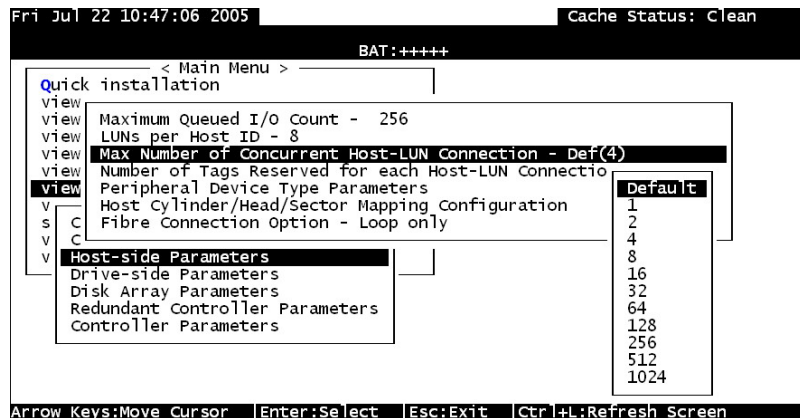 Fri Jul 22 10:47:06 2005 Cache Status: Clean
BAT:+++++
< Main Menu >
Quick installation
view
view Maximum Queued I/O Count - 256
view LUNs per Host ID - 8
view Max Number of Concurrent Host-LUN Connection - Def(4)
view Number of Tags Reserved for each Host-LUN Connectio
view Peripheral Device Type Parameters Default
v Host Cylinder/Head/Sector Mapping Configuration 1
s C Fibre Connection Option - Loop only 2
v C 4
v Host-side Parameters 8
Drive-side Parameters 16
Disk Array Parameters 32
Redundant Controller Parameters 64
Controller Parameters 128
256
512
1024
Arrow Keys:Move Cursor |Enter:Select |Esc:Exit |Ctrl+L:Refresh Screen